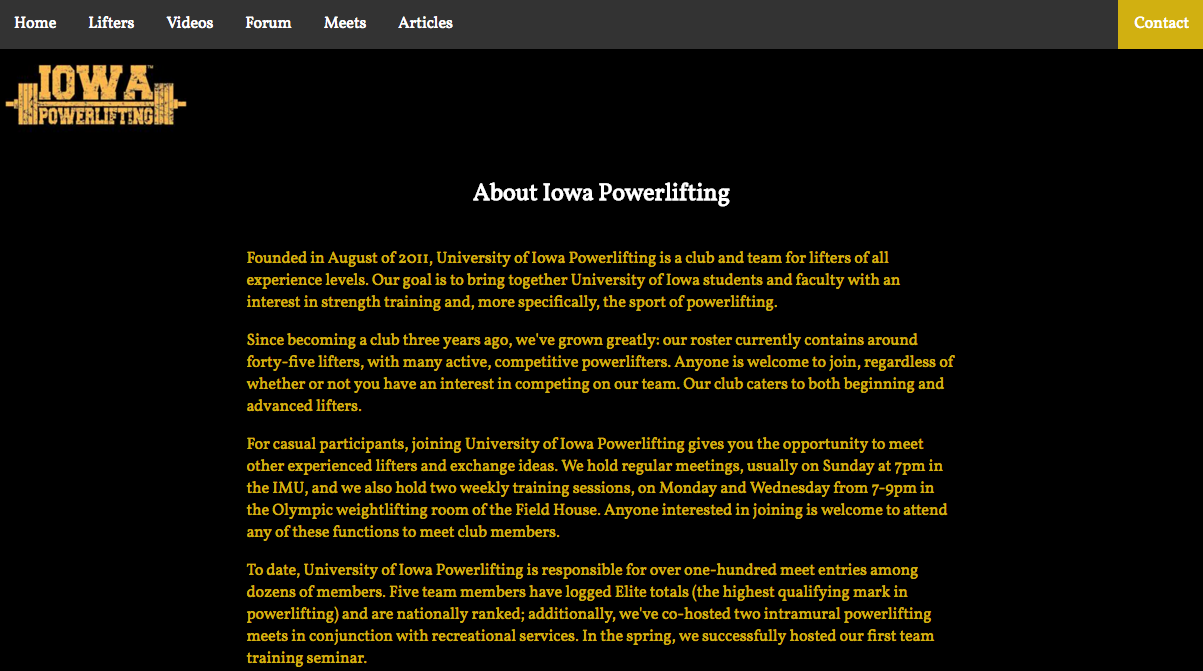 Home Lifters Videos Forum Meets Articles Contact
IOWA™
POWERLIFTING
About Iowa Powerlifting
Founded in August of 2011, University of Iowa Powerlifting is a club and team for lifters of all
experience levels. Our goal is to bring together University of Iowa students and faculty with an
interest in strength training and, more specifically, the sport of powerlifting.
Since becoming a club three years ago, we've grown greatly: our roster currently contains around
forty-five lifters, with many active, competitive powerlifters. Anyone is welcome to join, regardless of
whether or not you have an interest in competing on our team. Our club caters to both beginning and
advanced lifters.
For casual participants, joining University of Iowa Powerlifting gives you the opportunity to meet
other experienced lifters and exchange ideas. We hold regular meetings, usually on Sunday at 7pm in
the IMU, and we also hold two weekly training sessions, on Monday and Wednesday from 7-9pm in
the Olympic weightlifting room of the Field House. Anyone interested in joining is welcome to attend
any of these functions to meet club members.
To date, University of Iowa Powerlifting is responsible for over one-hundred meet entries among
dozens of members. Five team members have logged Elite totals (the highest qualifying mark in
powerlifting) and are nationally ranked; additionally, we've co-hosted two intramural powerlifting
meets in conjunction with recreational services. In the spring, we successfully hosted our first team
training seminar.